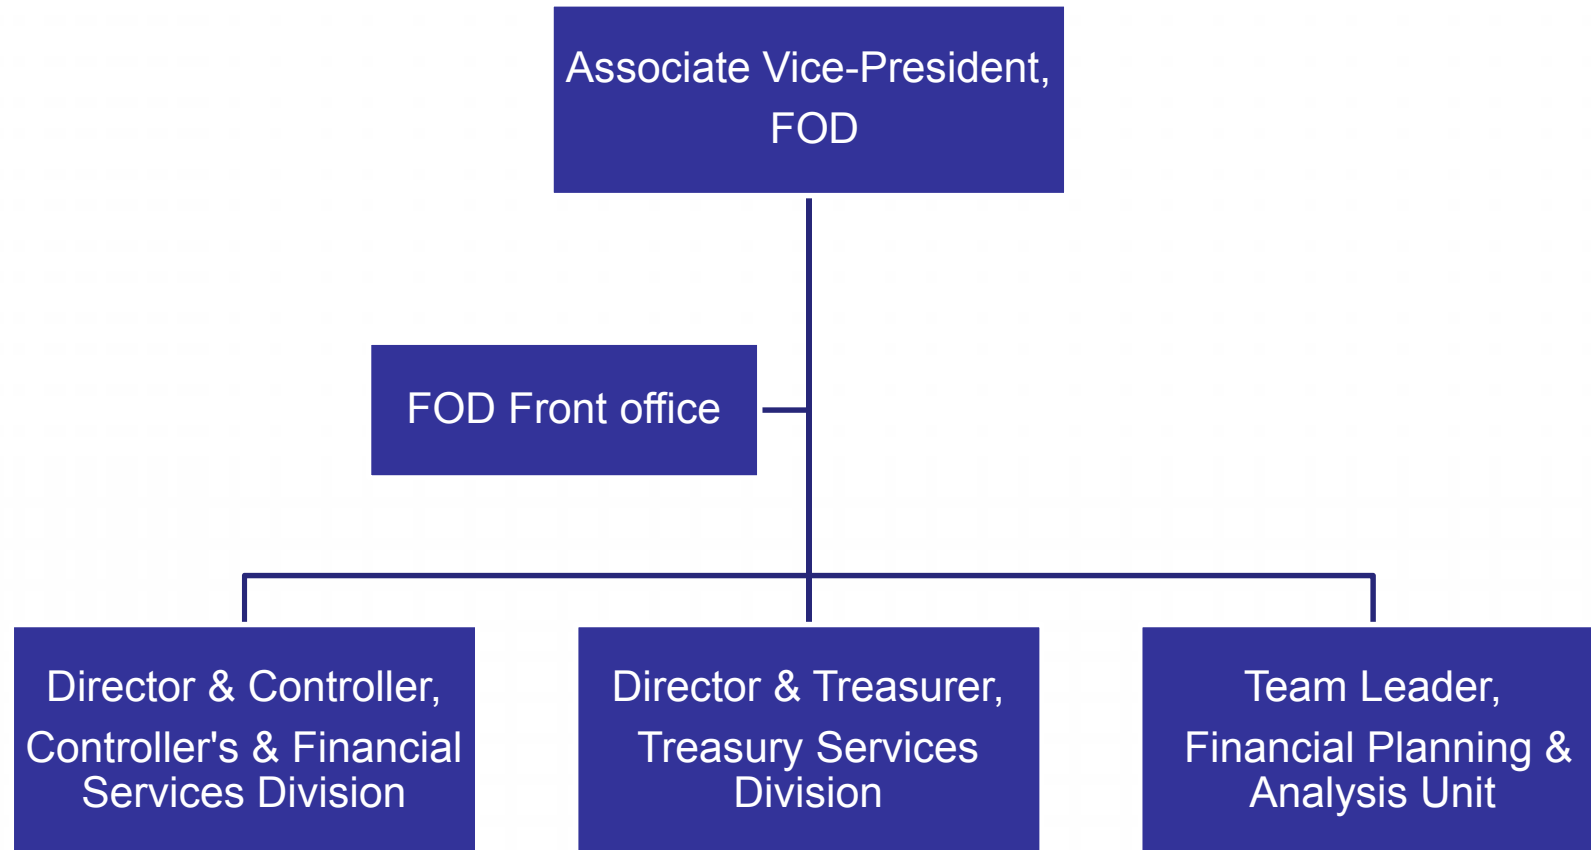 Associate Vice-President,
FOD
FOD Front office
Director & Controller,
Controller's & Financial
Services Division
Director & Treasurer,
Treasury Services
Division
Team Leader,
Financial Planning &
Analysis Unit